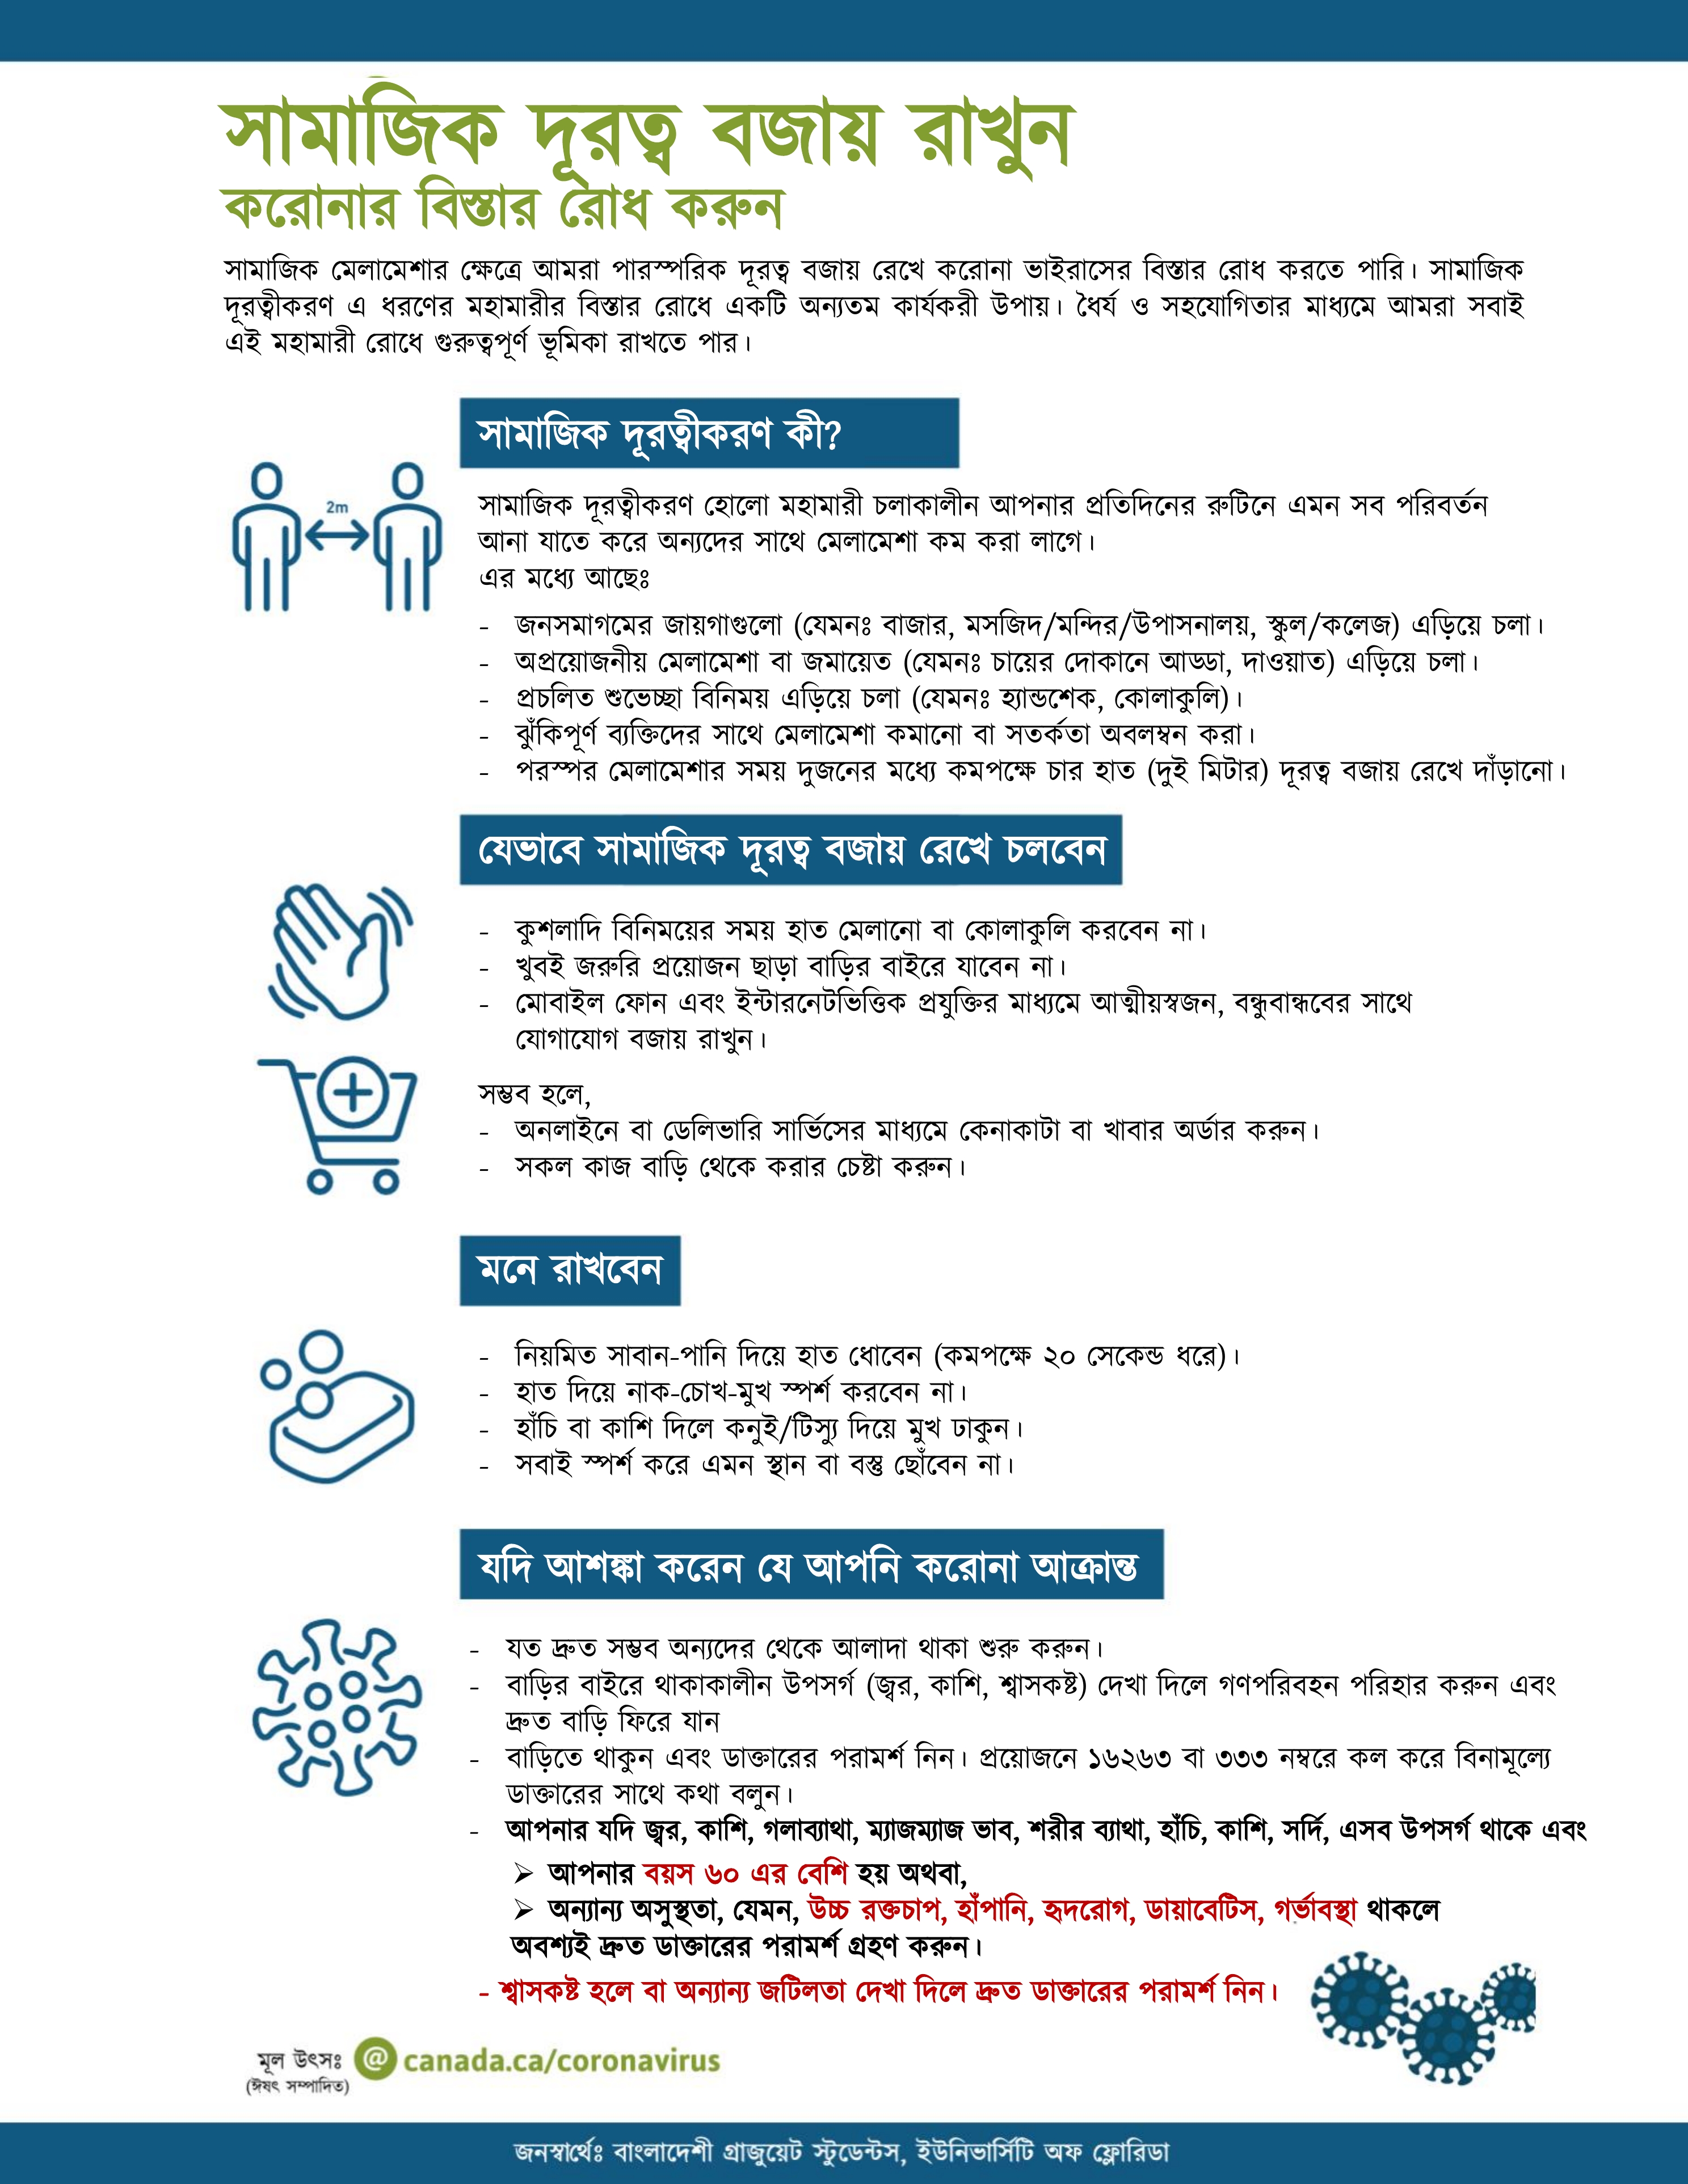 সামাজিক দূরত্ব বজায় রাখুন
করোনার বিস্তার রোধ করুন
সামাজিক মেলামেশার ক্ষেত্রে আমরা পারস্পরিক দূরত্ব বজায় রেখে করোনা ভাইরাসের বিস্তার রোধ করতে পারি। সামাজিক
দূরত্বীকরণ এ ধরণের মহামারীর বিস্তার রোধে একটি অন্যতম কার্যকরী উপায়। ধৈর্য ও সহযোগিতার মাধ্যমে আমরা সবাই
এই মহামারী রোধে গুরুত্বপূর্ণ ভূমিকা রাখতে পার।
সামাজিক দূরত্বীকরণ কী?
2m
সামাজিক দূরত্বীকরণ হোলো মহামারী চলাকালীন আপনার প্রতিদিনের রুটিনে এমন সব পরিবর্তন
আনা যাতে করে অন্যদের সাথে মেলামেশা কম করা লাগে।
এর মধ্যে আছেঃ
- জনসমাগমের জায়গাগুলো (যেমনঃ বাজার, মসজিদ/মন্দির/উপাসনালয়, স্কুল/কলেজ) এড়িয়ে চলা।
- অপ্রয়োজনীয় মেলামেশা বা জমায়েত (যেমনঃ চায়ের দোকানে আড্ডা, দাওয়াত) এড়িয়ে চলা।
- প্রচলিত শুভেচ্ছা বিনিময় এড়িয়ে চলা (যেমনঃ হ্যান্ডশেক, কোলাকুলি)।
- ঝুঁকিপূর্ণ ব্যক্তিদের সাথে মেলামেশা কমানো বা সতর্কতা অবলম্বন করা।
- পরস্পর মেলামেশার সময় দুজনের মধ্যে কমপক্ষে চার হাত (দুই মিটার) দূরত্ব বজায় রেখে দাঁড়ানো।
যেভাবে সামাজিক দূরত্ব বজায় রেখে চলবেন
- কুশলাদি বিনিময়ের সময় হাত মেলানো বা কোলাকুলি করবেন না।
- খুবই জরুরি প্রয়োজন ছাড়া বাড়ির বাইরে যাবেন না।
- মোবাইল ফোন এবং ইন্টারনেটভিত্তিক প্রযুক্তির মাধ্যমে আত্মীয়স্বজন, বন্ধুবান্ধবের সাথে
যোগাযোগ বজায় রাখুন।
সম্ভব হলে,
- অনলাইনে বা ডেলিভারি সার্ভিসের মাধ্যমে কেনাকাটা বা খাবার অর্ডার করুন।
- সকল কাজ বাড়ি থেকে করার চেষ্টা করুন।
মনে রাখবেন
- নিয়মিত সাবান-পানি দিয়ে হাত ধোবেন (কমপক্ষে ২০ সেকেন্ড ধরে)।
- হাত দিয়ে নাক-চোখ-মুখ স্পর্শ করবেন না।
- হাঁচি বা কাশি দিলে কনুই/টিস্যু দিয়ে মুখ ঢাকুন।
- সবাই স্পর্শ করে এমন স্থান বা বস্তু ছোঁবেন না।
যদি আশঙ্কা করেন যে আপনি করোনা আক্রান্ত
- যত দ্রুত সম্ভব অন্যদের থেকে আলাদা থাকা শুরু করুন।
- বাড়ির বাইরে থাকাকালীন উপসর্গ (জ্বর, কাশি, শ্বাসকষ্ট) দেখা দিলে গণপরিবহন পরিহার করুন এবং
দ্রুত বাড়ি ফিরে যান
- বাড়িতে থাকুন এবং ডাক্তারের পরামর্শ নিন। প্রয়োজনে ১৬২৬৩ বা ৩৩৩ নম্বরে কল করে বিনামূল্যে
ডাক্তারের সাথে কথা বলুন।
- আপনার যদি জ্বর, কাশি, গলাব্যাথা, ম্যাজম্যাজ ভাব, শরীর ব্যাথা, হাঁচি, কাশি, সর্দি, এসব উপসর্গ থাকে এবং
➢ আপনার বয়স ৬০ এর বেশি হয় অথবা,
➢ অন্যান্য অসুস্থতা, যেমন, উচ্চ রক্তচাপ, হাঁপানি, হৃদরোগ, ডায়াবেটিস, গর্ভাবস্থা থাকলে
অবশ্যই দ্রুত ডাক্তারের পরামর্শ গ্রহণ করুন।
- শ্বাসকষ্ট হলে বা অন্যান্য জটিলতা দেখা দিলে দ্রুত ডাক্তারের পরামর্শ নিন।
মূল উৎসঃ @ canada.ca/coronavirus
(ঈষৎ সম্পাদিত)
জনস্বার্থেঃ বাংলাদেশী গ্রাজুয়েট স্টুডেন্টস, ইউনিভার্সিটি অফ ফ্লোরিডা